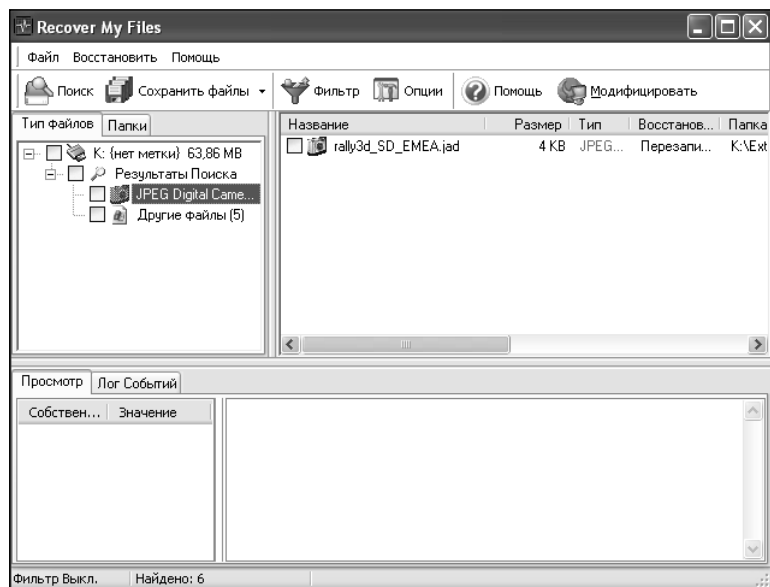 Recover My Files
Файл Восстановить Помощь
Поиск Сохранить файлы Фильтр Опции Помощь Модифицировать
Тип файлов Папки
K: {нет метки} 63,86 MB
Результаты Поиска
JPEG Digital Came...
Другие файлы (5)
Название Размер Тип Восстанов... Папка
rally3d_SD_EMEA.jad 4 KB JPEG... Перезапи... K:\Ext
Просмотр Лог Событий
Собствен... Значение
Фильтр Выкл. Найдено: 6